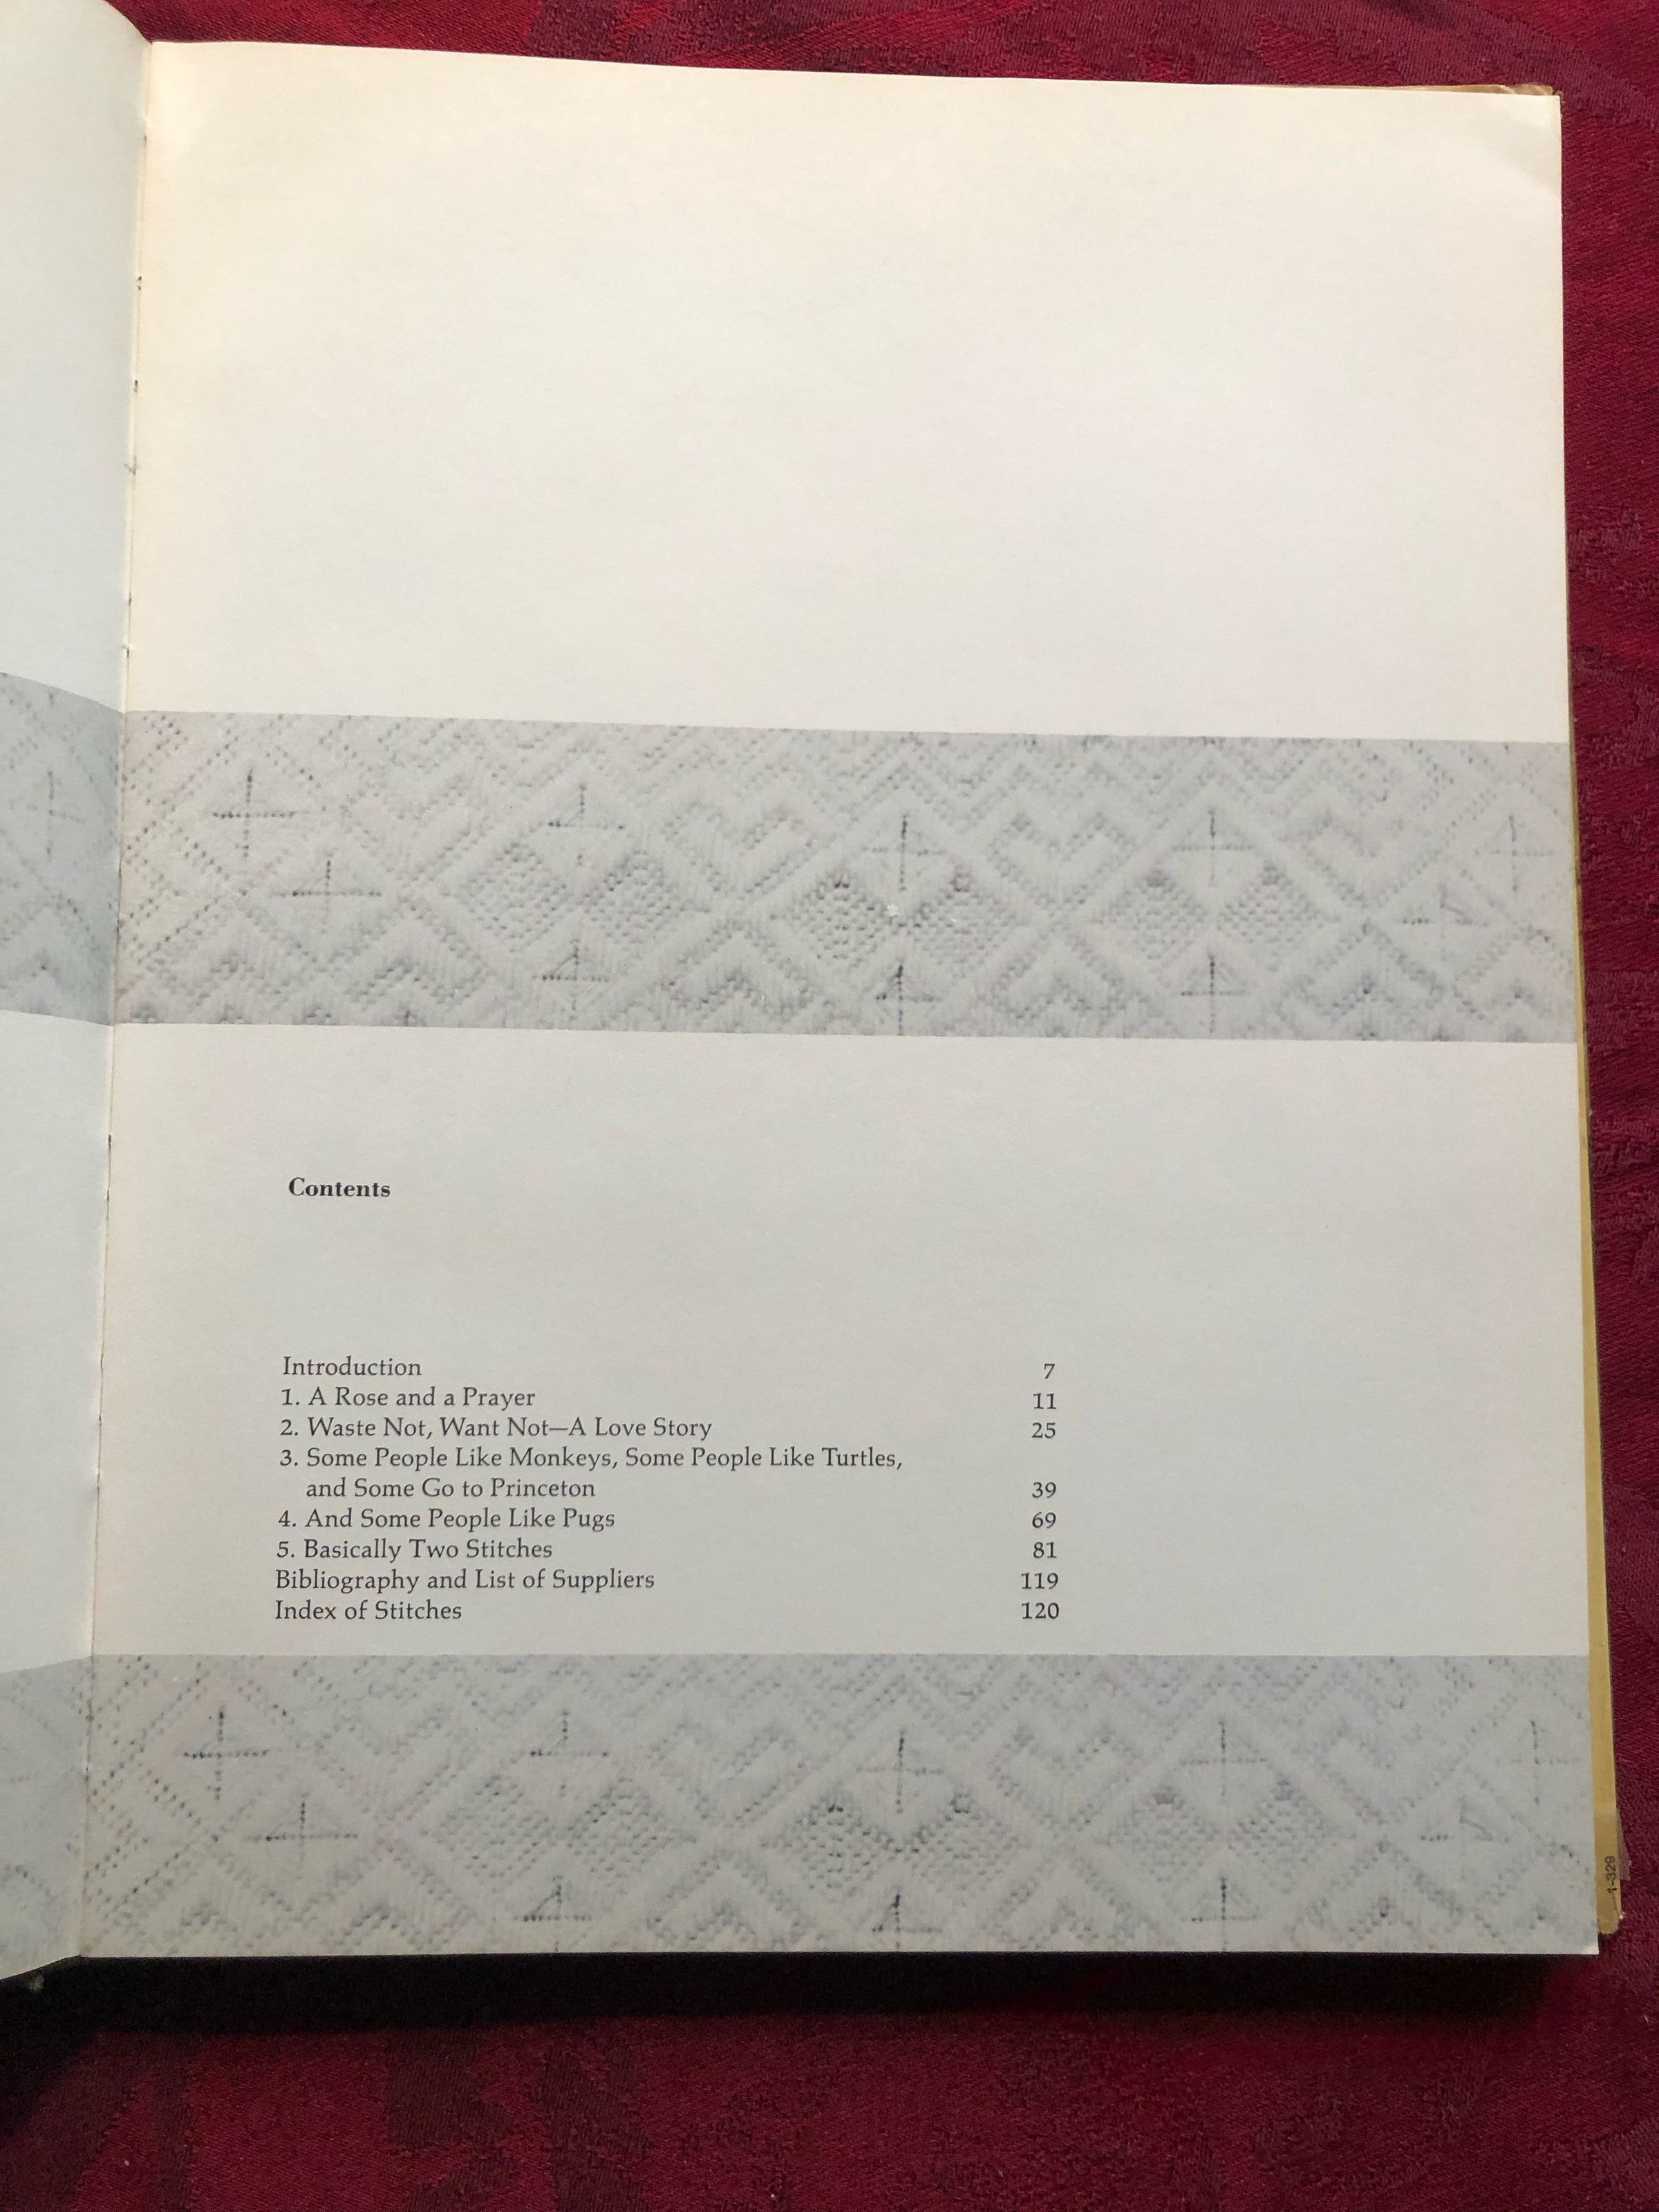 Contents
Introduction 7
1. A Rose and a Prayer 11
2. Waste Not, Want Not—A Love Story 25
3. Some People Like Monkeys, Some People Like Turtles,
and Some Go to Princeton 39
4. And Some People Like Pugs 69
5. Basically Two Stitches 81
Bibliography and List of Suppliers 119
Index of Stitches 120
1-329